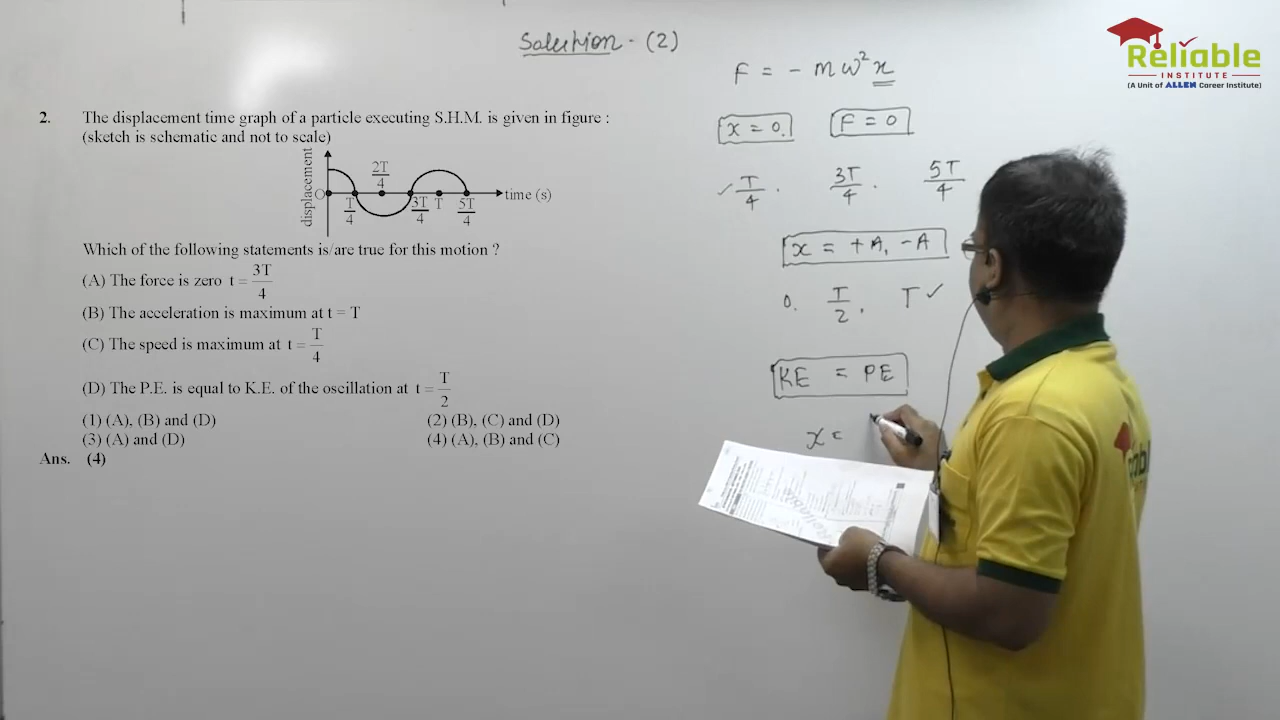 Solution - (2)
Reliable
INSTITUTE
(A Unit of ALLEN Career Institute)
2. The displacement time graph of a particle executing S.H.M. is given in figure :
(sketch is schematic and not to scale)
displacement
O
T/4
2T/4
3T/4
T
5T/4
time (s)
Which of the following statements is/are true for this motion ?
(A) The force is zero t = 3T/4
(B) The acceleration is maximum at t = T
(C) The speed is maximum at t = T/4
(D) The P.E. is equal to K.E. of the oscillation at t = T/2
(1) (A), (B) and (D) (2) (B), (C) and (D)
(3) (A) and (D) (4) (A), (B) and (C)
Ans. (4)
F = - mω²x
x = 0. F = 0
✓ T/4 . 3T/4 . 5T/4
x = +A, -A
0. T/2, T ✓
KE = PE
x =
Reliable